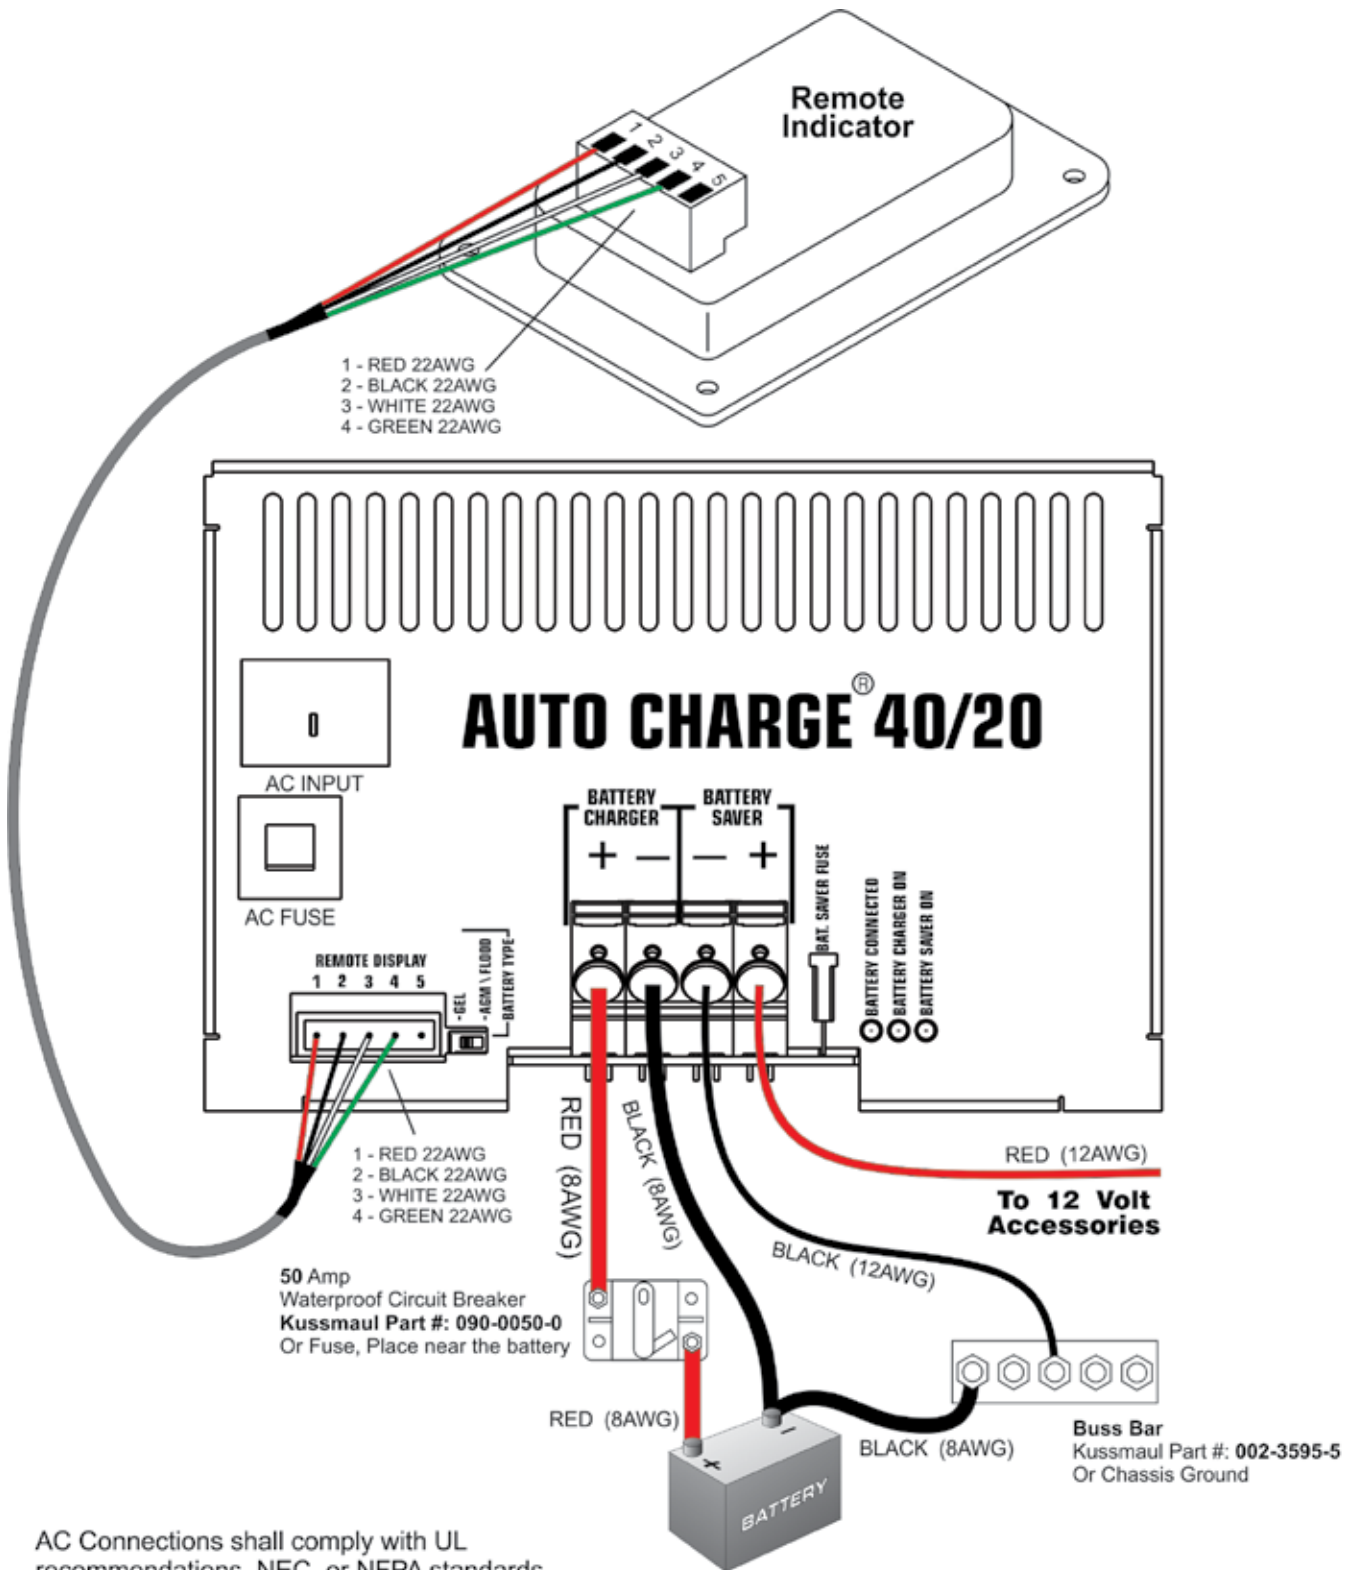 Remote
Indicator
1 2 3 4 5
1 - RED 22AWG
2 - BLACK 22AWG
3 - WHITE 22AWG
4 - GREEN 22AWG
AUTO CHARGE® 40/20
AC INPUT
AC FUSE
BATTERY
CHARGER
BATTERY
SAVER
+ — — +
BAT. SAVER FUSE
BATTERY CONNECTED
BATTERY CHARGER ON
BATTERY SAVER ON
REMOTE DISPLAY
1 2 3 4 5
-GEL
-AGM \ FLOOD
BATTERY TYPE
1 - RED 22AWG
2 - BLACK 22AWG
3 - WHITE 22AWG
4 - GREEN 22AWG
RED (8AWG)
BLACK (8AWG)
BLACK (12AWG)
RED (12AWG)
To 12 Volt
Accessories
50 Amp
Waterproof Circuit Breaker
Kussmaul Part #: 090-0050-0
Or Fuse, Place near the battery
RED (8AWG)
BLACK (8AWG)
+ -
BATTERY
Buss Bar
Kussmaul Part #: 002-3595-5
Or Chassis Ground
AC Connections shall comply with UL
recommendations, NEC, or NFPA standards